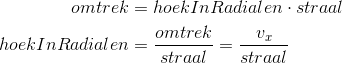 omtrek = hoekInRadialen · straal
hoekInRadialen = omtrek / straal = v_x / straal